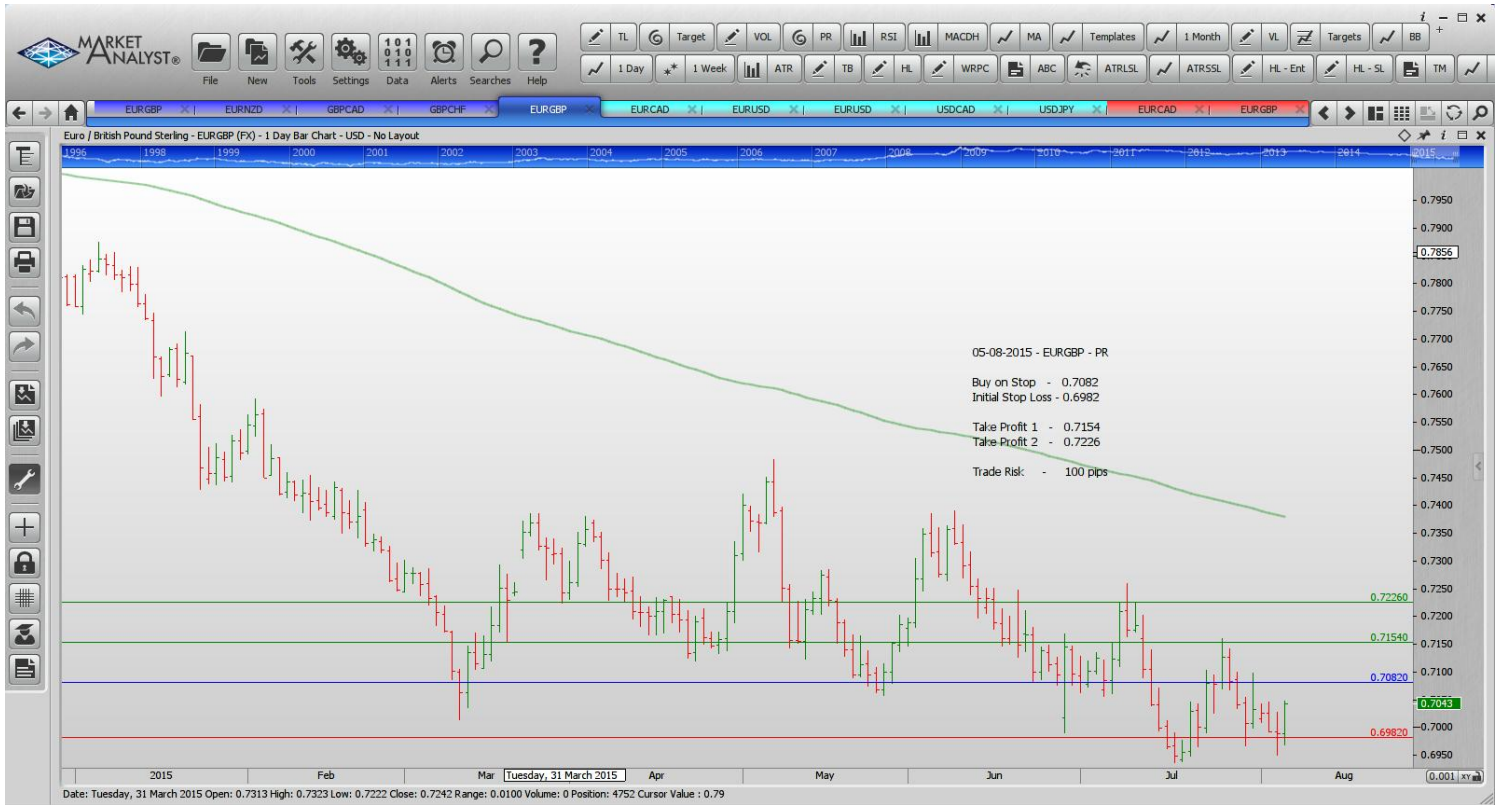 MARKET
ANALYST®
File New Tools Settings Data Alerts Searches Help
101
010
111
?
TL Target VOL PR RSI MACDH MA Templates 1 Month VL Targets BB
1 Day 1 Week ATR TB HL WRPC ABC ATRLSL ATRSSL HL - Ent HL - SL TM
EURGBP EURNZD GBPCAD GBPCHF EURGBP EURCAD EURUSD EURUSD USDCAD USDJPY EURCAD EURGBP
Euro / British Pound Sterling - EURGBP (FX) - 1 Day Bar Chart - USD - No Layout
1996 1998 1999 2000 2001 2002 2003 2004 2005 2006 2007 2008 2009 2010 2011 2012 2013 2014 2015
0.7950
0.7900
0.7856
0.7800
0.7750
0.7700
0.7650
0.7600
0.7550
0.7500
0.7450
0.7400
0.7350
0.7300
0.7250
0.7200
0.7150
0.7100
0.7043
0.7000
0.6950
05-08-2015 - EURGBP - PR
Buy on Stop - 0.7082
Initial Stop Loss - 0.6982
Take Profit 1 - 0.7154
Take Profit 2 - 0.7226
Trade Risk - 100 pips
0.72260
0.71540
0.70820
0.69820
2015 Feb Mar Tuesday, 31 March 2015 Apr May Jun Jul Aug 0.001 XY
Date: Tuesday, 31 March 2015 Open: 0.7313 High: 0.7323 Low: 0.7222 Close: 0.7242 Range: 0.0100 Volume: 0 Position: 4752 Cursor Value : 0.79